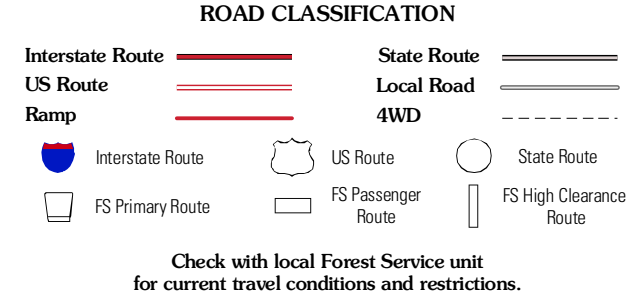 ROAD CLASSIFICATION
Interstate Route
State Route
US Route
Local Road
Ramp
4WD
Interstate Route
US Route
State Route
FS Primary Route
FS Passenger
Route
FS High Clearance
Route
Check with local Forest Service unit
for current travel conditions and restrictions.